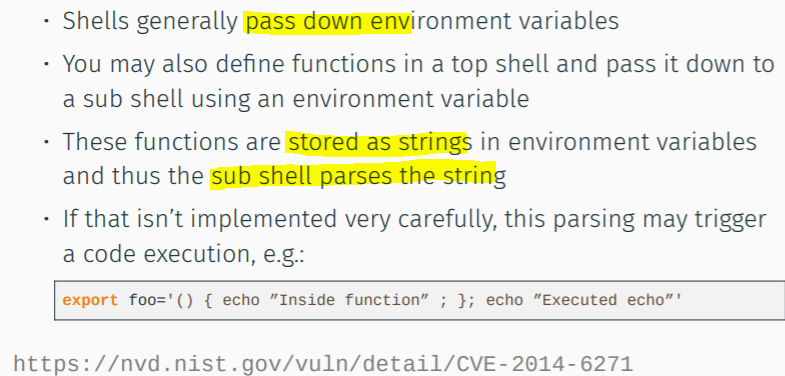 · Shells generally pass down environment variables
· You may also define functions in a top shell and pass it down to
a sub shell using an environment variable
· These functions are stored as strings in environment variables
and thus the sub shell parses the string
· If that isn’t implemented very carefully, this parsing may trigger
a code execution, e.g.:
export foo='() { echo ”Inside function” ; }; echo ”Executed echo”'
https://nvd.nist.gov/vuln/detail/CVE-2014-6271